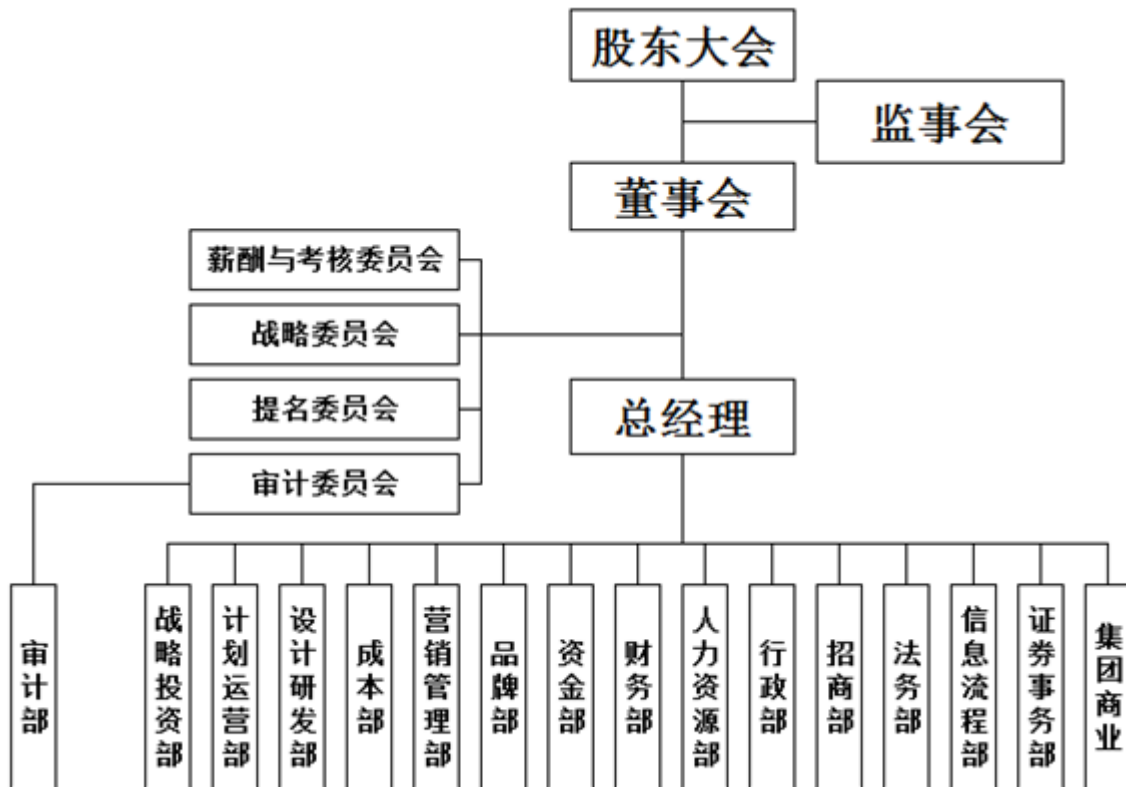 股东大会
监事会
董事会
薪酬与考核委员会
战略委员会
提名委员会
总经理
审计委员会
审计部
战略投资部
计划运营部
设计研发部
成本部
营销管理部
品牌部
资金部
财务部
人力资源部
行政部
招商部
法务部
信息流程部
证券事务部
集团商业